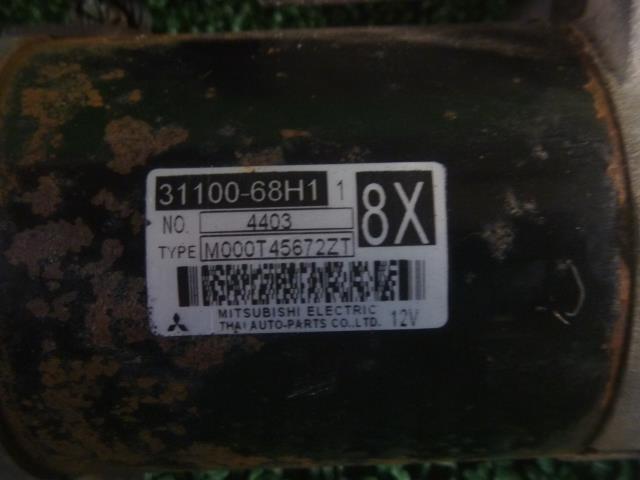 31100-68H1 1
8X
NO. 4403
TYPE M000T45672ZT
MITSUBISHI ELECTRIC
THAI AUTO-PARTS CO.,LTD. 12V